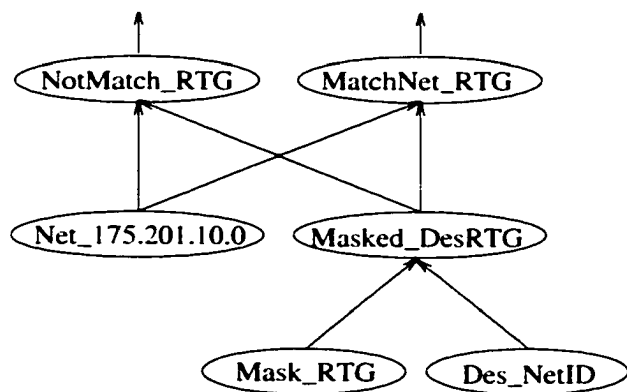 NotMatch_RTG
MatchNet_RTG
Net_175.201.10.0
Masked_DesRTG
Mask_RTG
Des_NetID